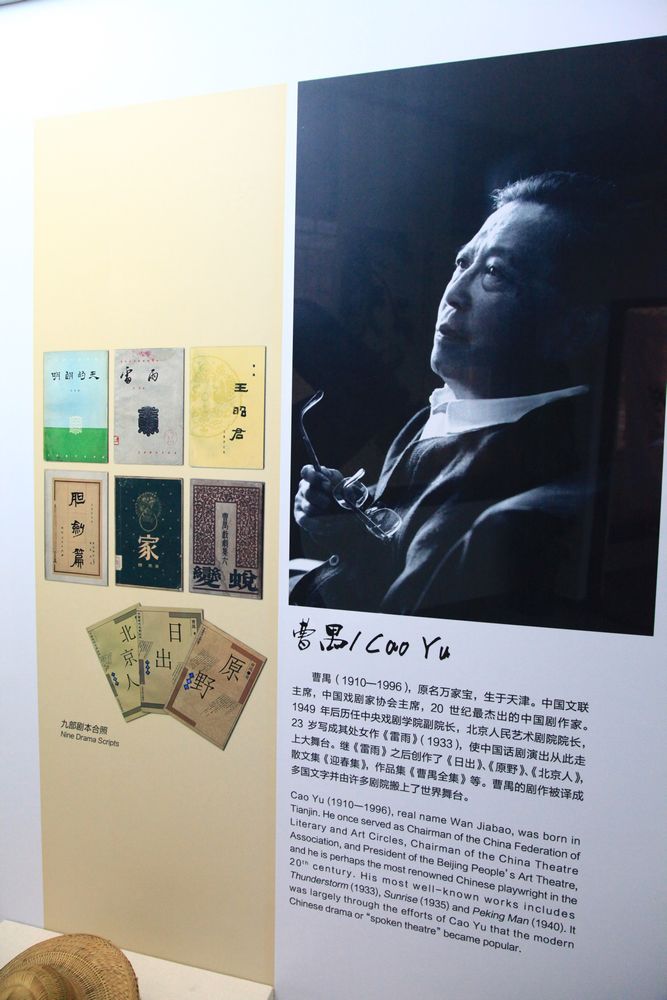 明朗的天
雷雨
王昭君
胆剑篇
家
曹禺戏剧集六
蜕變
北京人
日出
原野
九部剧本合照
Nine Drama Scripts
曹禺/Cao Yu
曹禺（1910—1996），原名万家宝，生于天津。中国文联
主席，中国戏剧家协会主席，20 世纪最杰出的中国剧作家。
1949 年后历任中央戏剧学院副院长，北京人民艺术剧院院长，
23 岁写成其处女作《雷雨》（1933），使中国话剧演出从此走
上大舞台。继《雷雨》之后创作了《日出》、《原野》、《北京人》，
散文集《迎春集》，作品集《曹禺全集》等。曹禺的剧作被译成
多国文字并由许多剧院搬上了世界舞台。
Cao Yu (1910—1996), real name Wan Jiabao, was born in
Tianjin. He once served as Chairman of the China Federation of
Literary and Art Circles, Chairman of the China Theatre
Association, and President of the Beijing People's Art Theatre,
and he is perhaps the most renowned Chinese playwright in the
20th century. His most well-known works includes
Thunderstorm (1933), Sunrise (1935) and Peking Man (1940). It
was largely through the efforts of Cao Yu that the modern
Chinese drama or "spoken theatre" became popular.